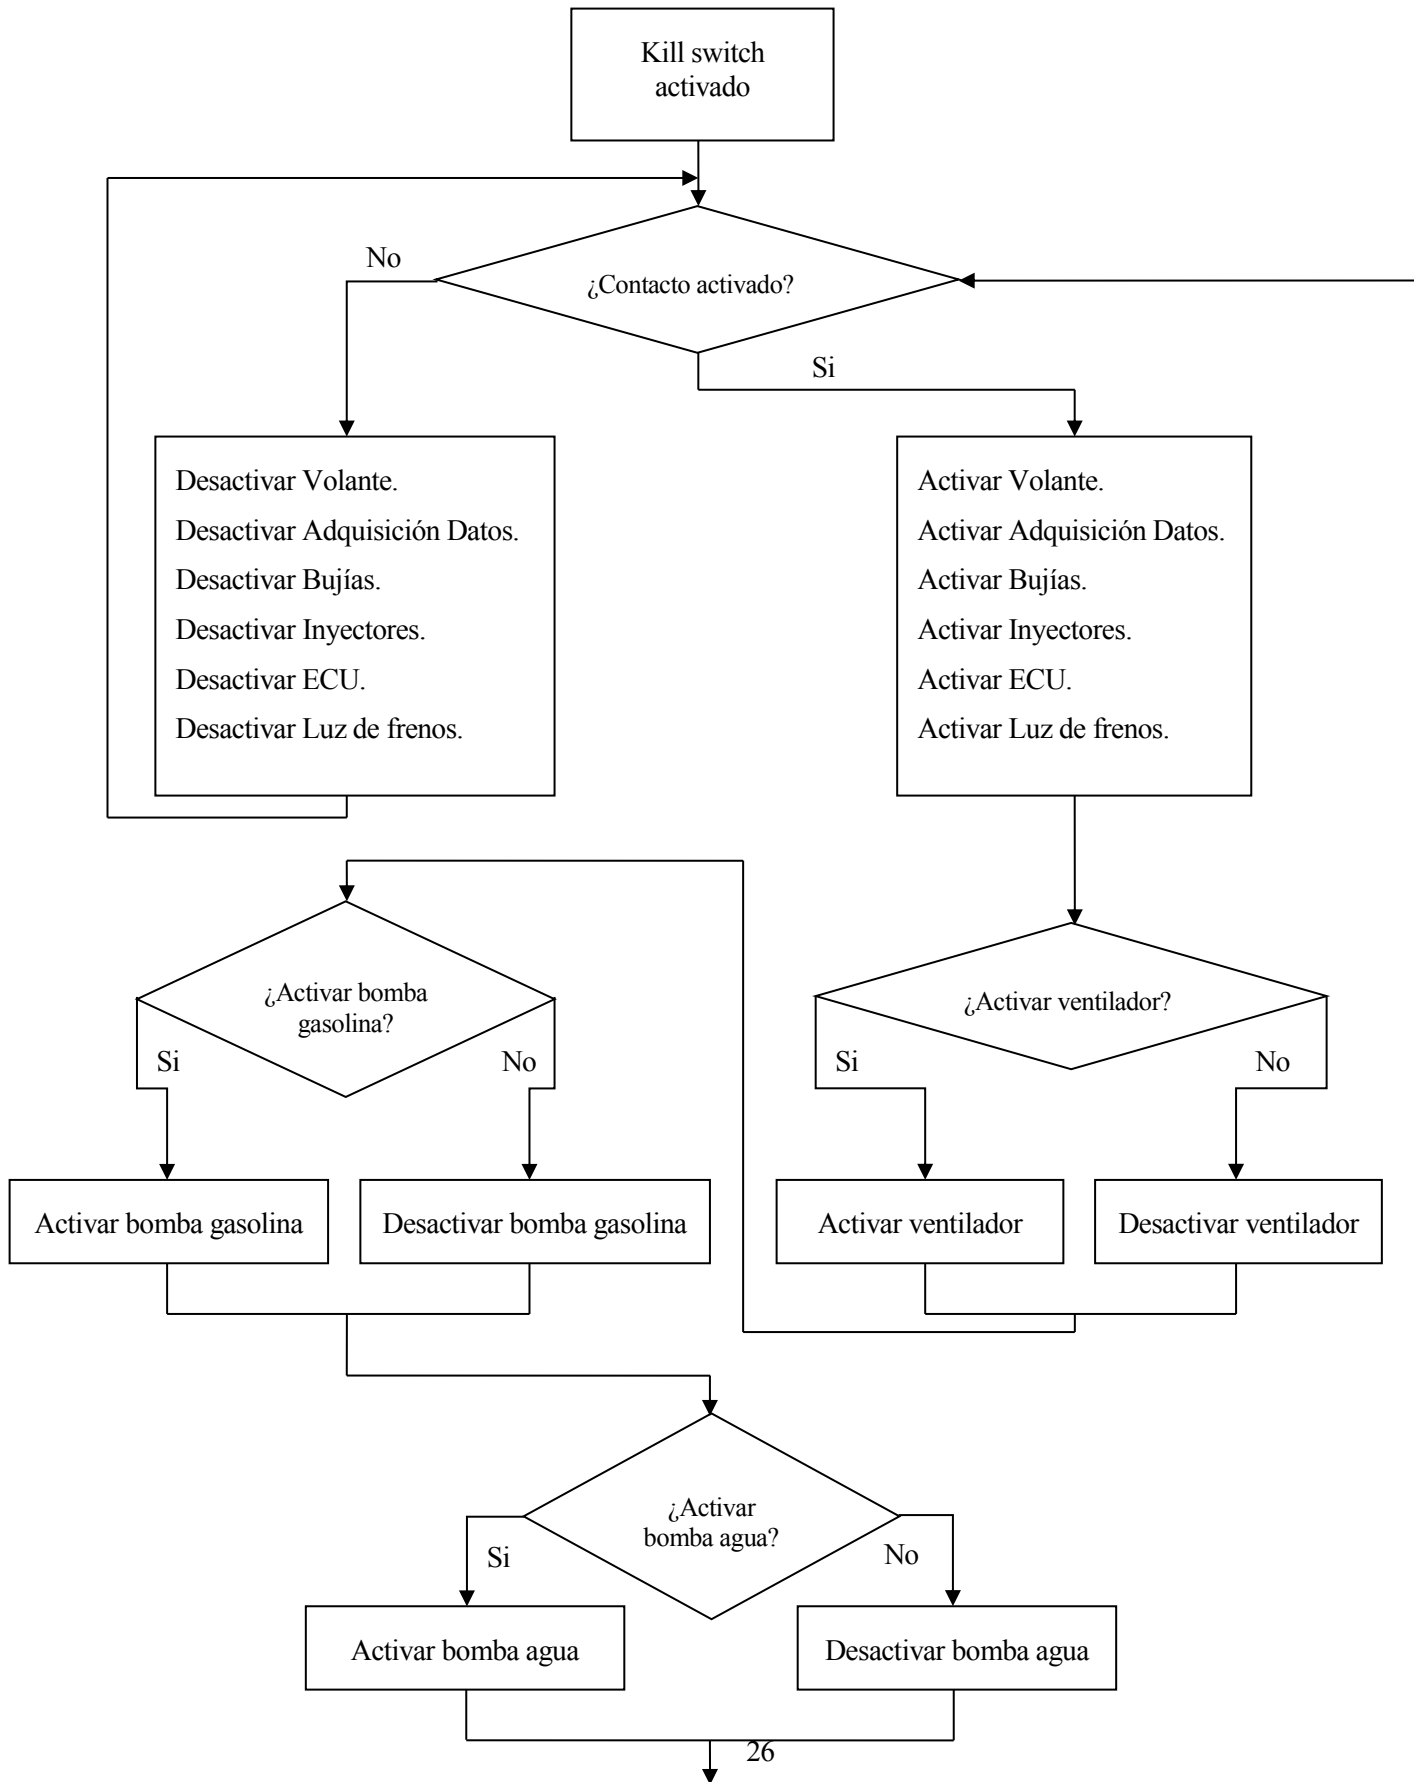 Kill switch
activado
No
¿Contacto activado?
Si
Desactivar Volante.
Desactivar Adquisición Datos.
Desactivar Bujías.
Desactivar Inyectores.
Desactivar ECU.
Desactivar Luz de frenos.
Activar Volante.
Activar Adquisición Datos.
Activar Bujías.
Activar Inyectores.
Activar ECU.
Activar Luz de frenos.
¿Activar bomba
gasolina?
Si
No
¿Activar ventilador?
Si
No
Activar bomba gasolina
Desactivar bomba gasolina
Activar ventilador
Desactivar ventilador
¿Activar
bomba agua?
Si
No
Activar bomba agua
Desactivar bomba agua
26